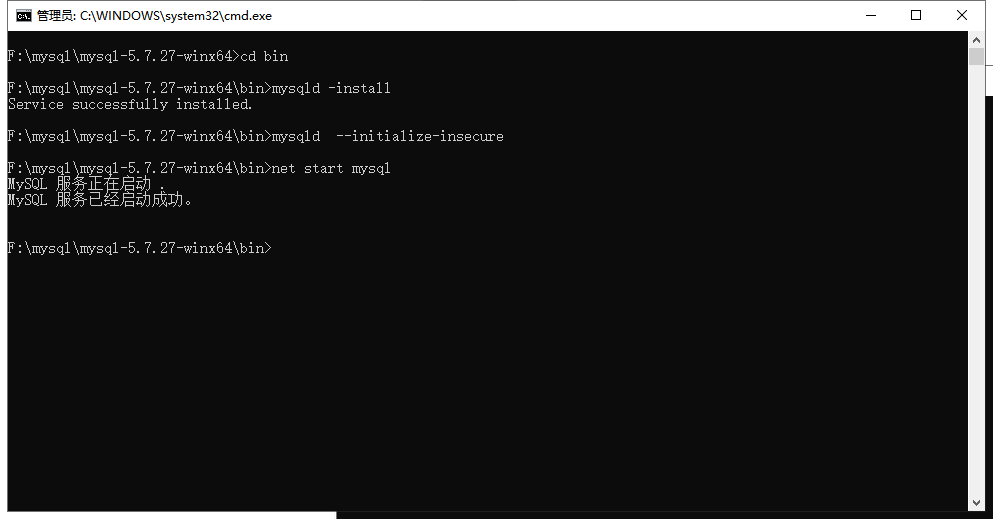 管理员: C:\WINDOWS\system32\cmd.exe
F:\mysql\mysql-5.7.27-winx64>cd bin
F:\mysql\mysql-5.7.27-winx64\bin>mysqld -install
Service successfully installed.
F:\mysql\mysql-5.7.27-winx64\bin>mysqld  --initialize-insecure
F:\mysql\mysql-5.7.27-winx64\bin>net start mysql
MySQL 服务正在启动 .
MySQL 服务已经启动成功。
F:\mysql\mysql-5.7.27-winx64\bin>